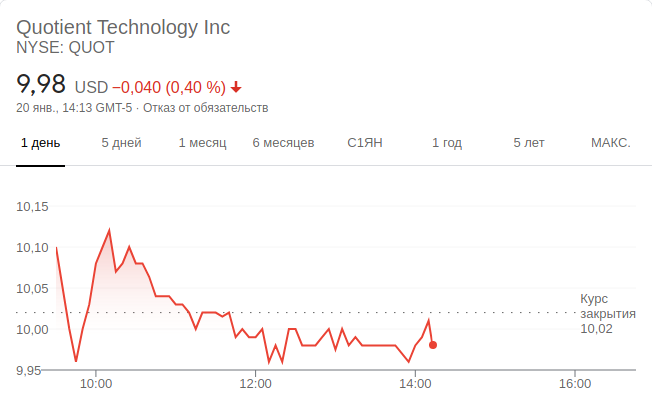 Quotient Technology Inc
NYSE: QUOT
9,98 USD −0,040 (0,40 %)
20 янв., 14:13 GMT-5 · Отказ от обязательств
1 день 5 дней 1 месяц 6 месяцев С1ЯН 1 год 5 лет МАКС.
10,15
10,10
10,05
Курс
закрытия
10,02
10,00
9,95
10:00 12:00 14:00 16:00